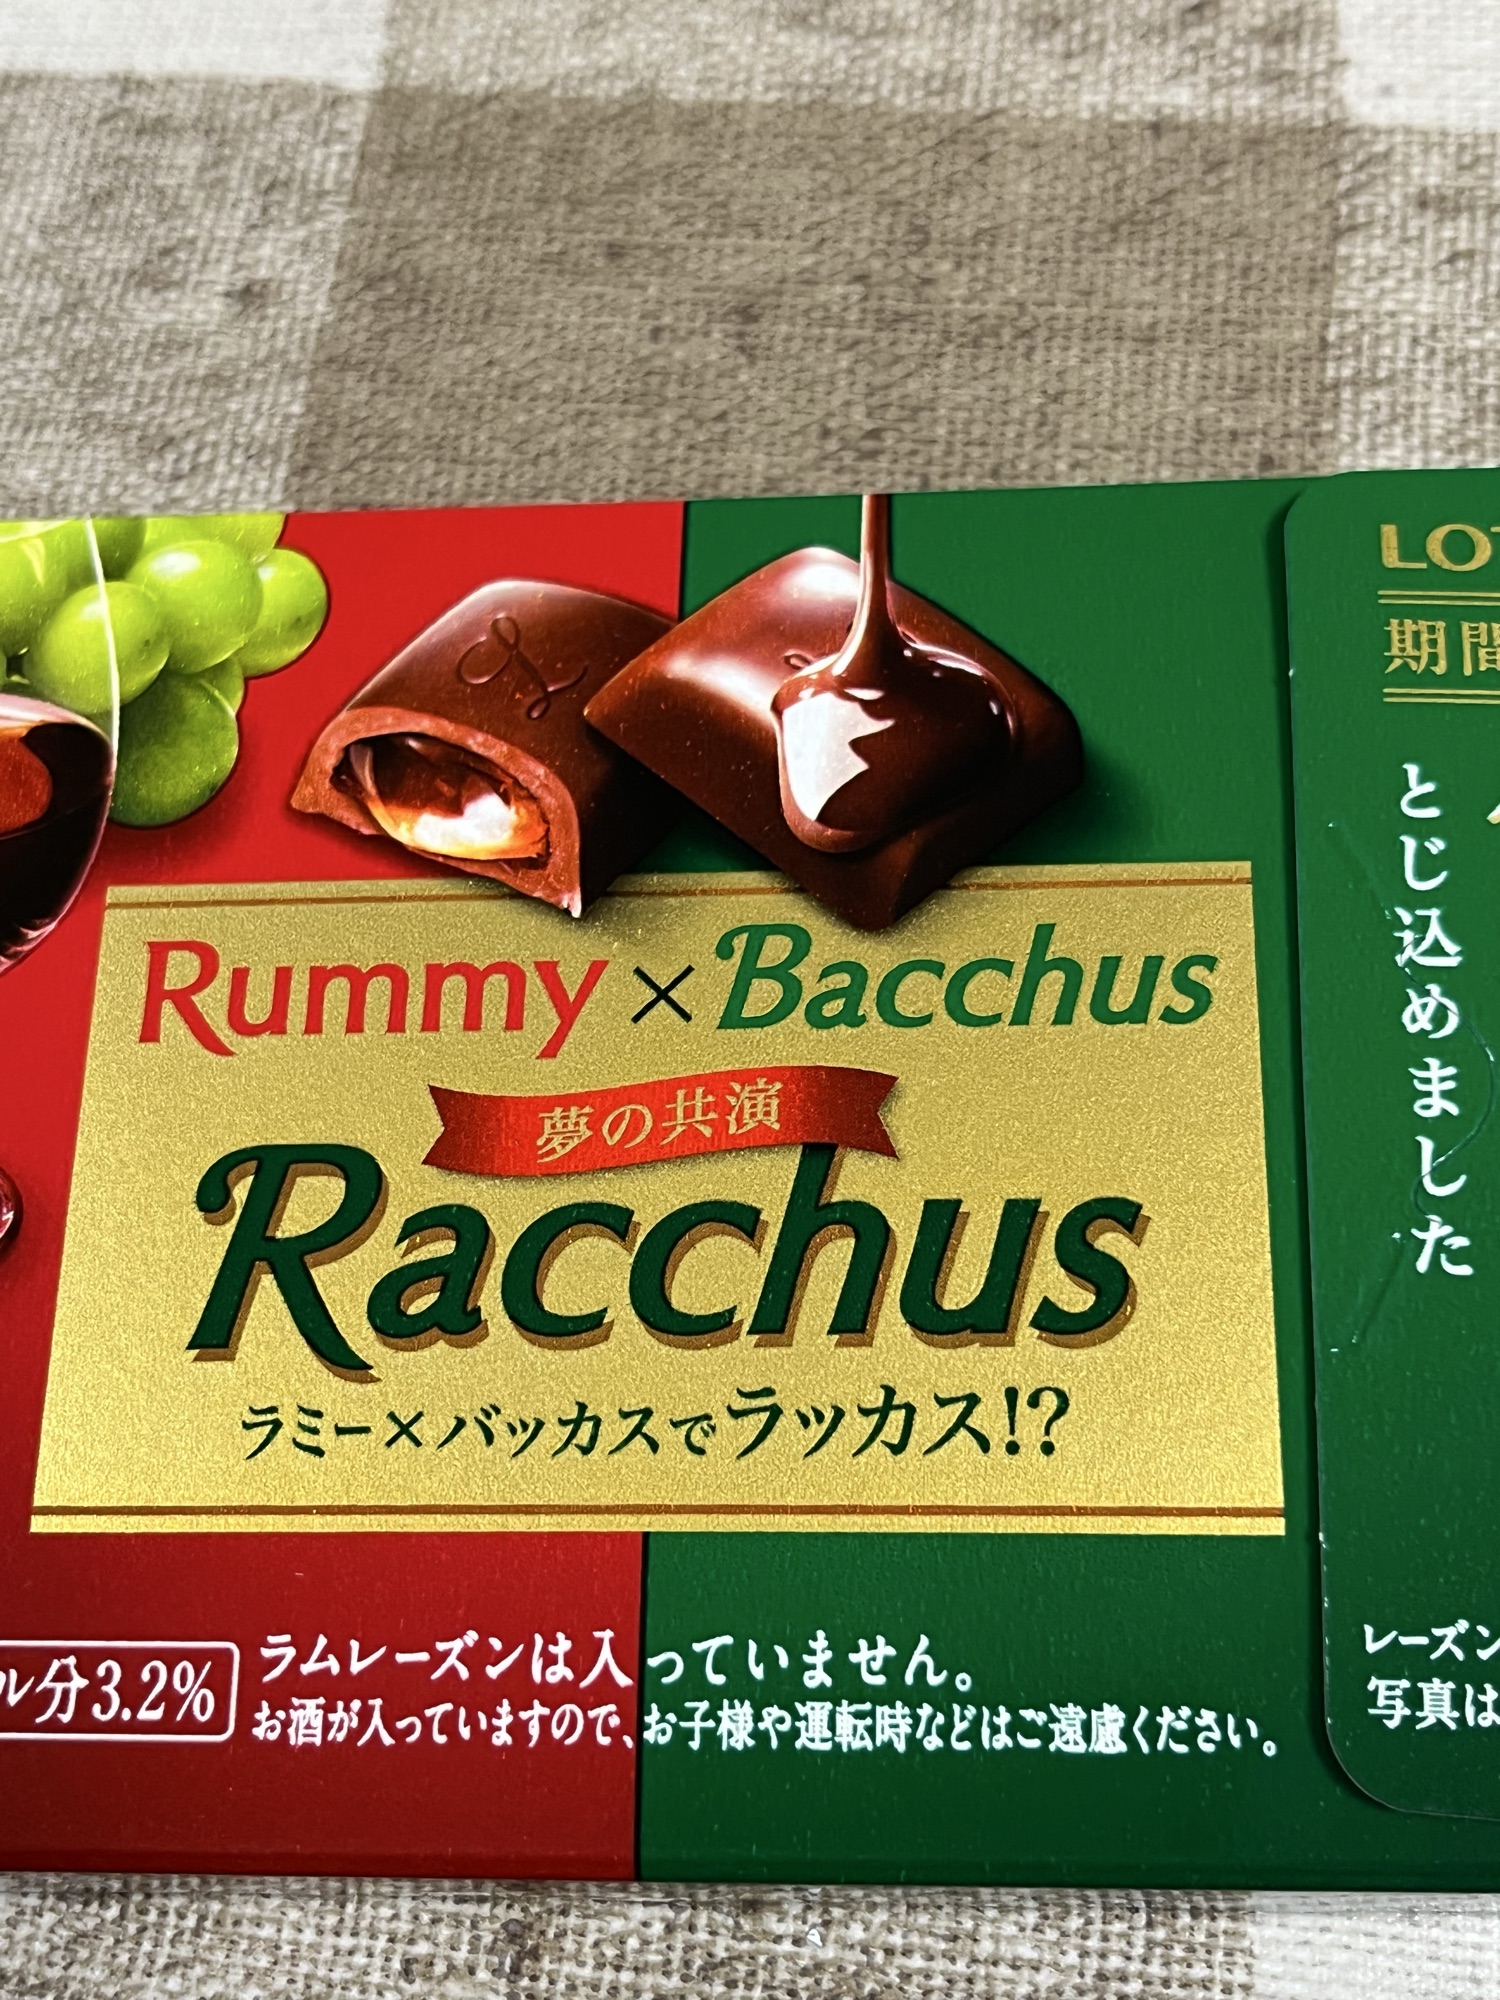 Rummy×Bacchus
夢の共演
Racchus
ラミー×バッカスでラッカス!?
ル分3.2%
ラムレーズンは入っていません。
お酒が入っていますので、お子様や運転時などはご遠慮ください。
LOT
期間
とじ込めました
レーズン
写真は